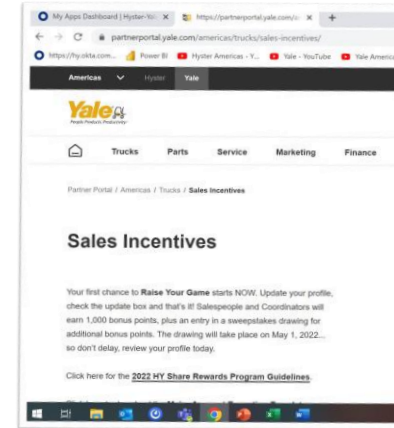 My Apps Dashboard | Hyster-Yal
https://partnerportal.yale.com/a
partnerportal.yale.com/americas/trucks/sales-incentives/
https://hy.okta.com...
Power BI
Hyster Americas - Y...
Yale - YouTube
Yale America
Americas
Hyster
Yale
Yale
People. Products. Productivity.
Trucks
Parts
Service
Marketing
Finance
Partner Portal / Americas / Trucks / Sales Incentives
Sales Incentives
Your first chance to Raise Your Game starts NOW. Update your profile,
check the update box and that's it! Salespeople and Coordinators will
earn 1,000 bonus points, plus an entry in a sweepstakes drawing for
additional bonus points. The drawing will take place on May 1, 2022...
so don't delay, review your profile today.
Click here for the 2022 HY Share Rewards Program Guidelines.